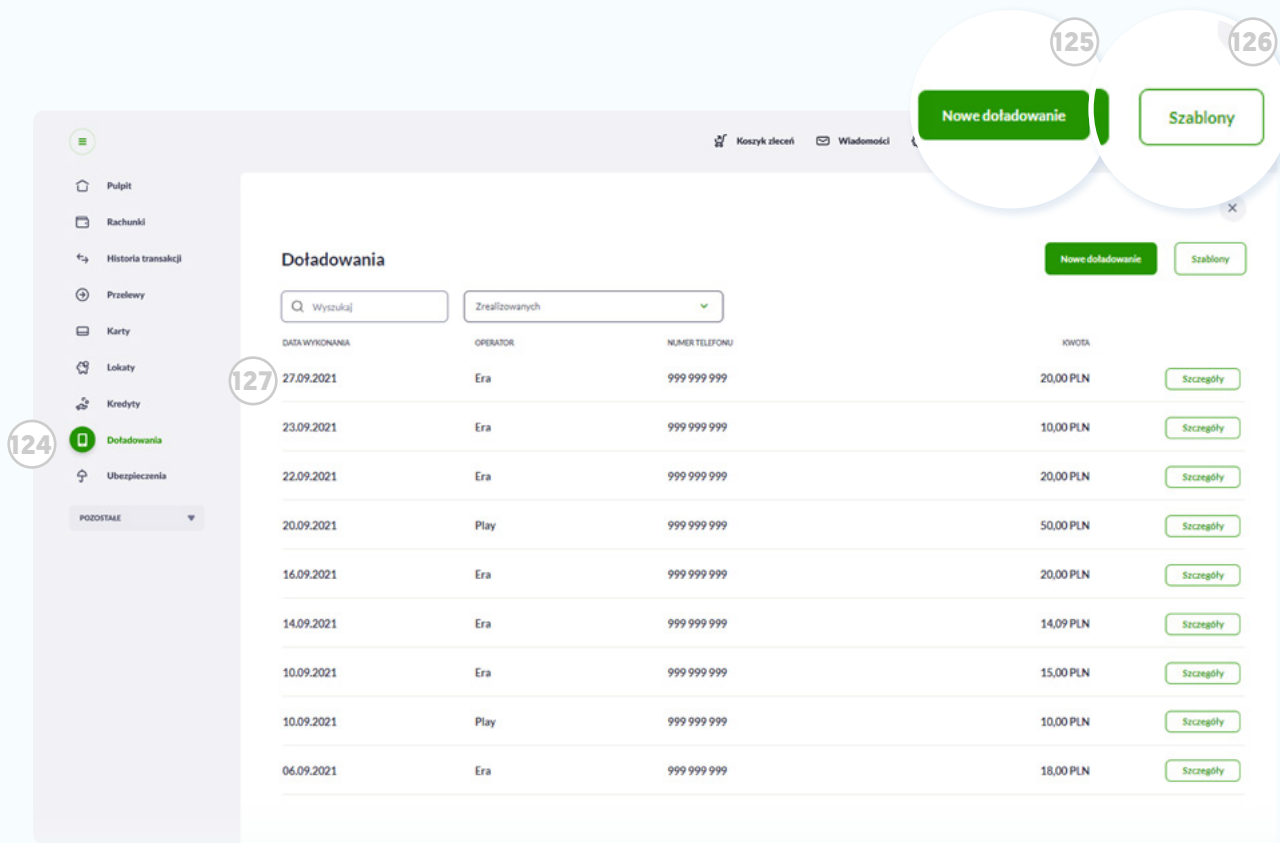 125
126
Nowe doładowanie
Szablony
Koszyk zleceń
Wiadomości
Pulpit
Rachunki
Historia transakcji
Przelewy
Karty
Lokaty
Kredyty
124
Doładowania
Ubezpieczenia
POZOSTAŁE
Doładowania
Nowe doładowanie
Szablony
Wyszukaj
Zrealizowanych
DATA WYKONANIA OPERATOR NUMER TELEFONU KWOTA
127
27.09.2021 Era 999 999 999 20,00 PLN Szczegóły
23.09.2021 Era 999 999 999 10,00 PLN Szczegóły
22.09.2021 Era 999 999 999 20,00 PLN Szczegóły
20.09.2021 Play 999 999 999 50,00 PLN Szczegóły
16.09.2021 Era 999 999 999 20,00 PLN Szczegóły
14.09.2021 Era 999 999 999 14,09 PLN Szczegóły
10.09.2021 Era 999 999 999 15,00 PLN Szczegóły
10.09.2021 Play 999 999 999 10,00 PLN Szczegóły
06.09.2021 Era 999 999 999 18,00 PLN Szczegóły